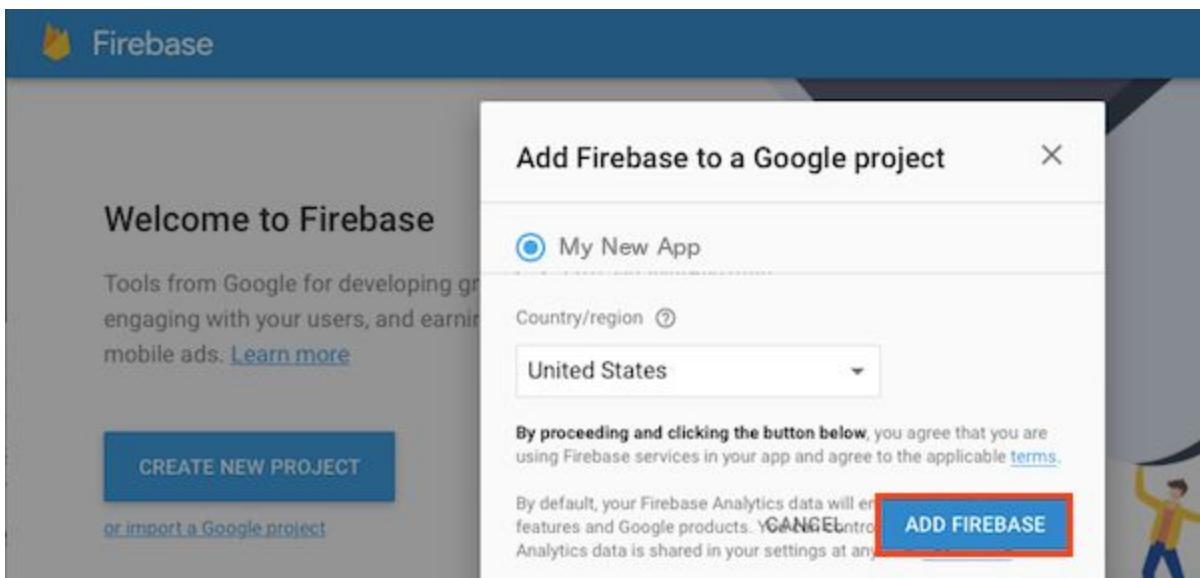 Firebase
Welcome to Firebase
Tools from Google for developing
engaging with your users, and
mobile ads. Learn more
CREATE NEW PROJECT
or import a Google project
Add Firebase to a Google project
My New App
Country/region
United States
By proceeding and clicking the button below, you agree that you are
using Firebase services in your app and agree to the applicable terms.
By default, your Firebase Analytics data will
features and Google products.
Analytics data is shared in your settings at any
CANCEL
ADD FIREBASE